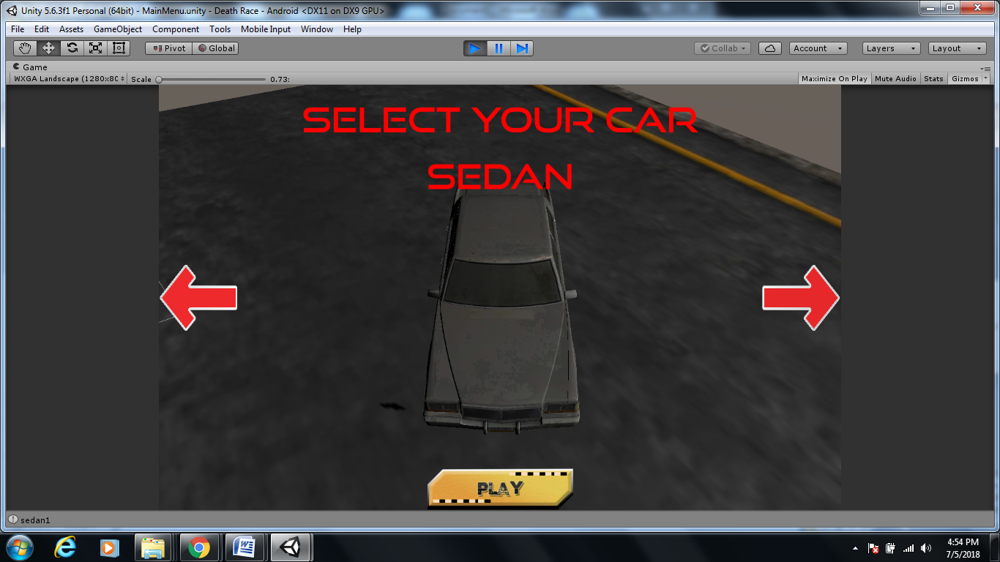 Unity 5.6.3f1 Personal (64bit) - MainMenu.unity - Death Race - Android <DX11 on DX9 GPU>
File Edit Assets GameObject Component Tools Mobile Input Window Help
Pivot Global Collab Account Layers Layout
Game
WXGA Landscape (1280x80 Scale 0.73: Maximize On Play Mute Audio Stats Gizmos
SELECT YOUR CAR
SEDAN
PLAY
sedan1
4:54 PM
7/5/2018